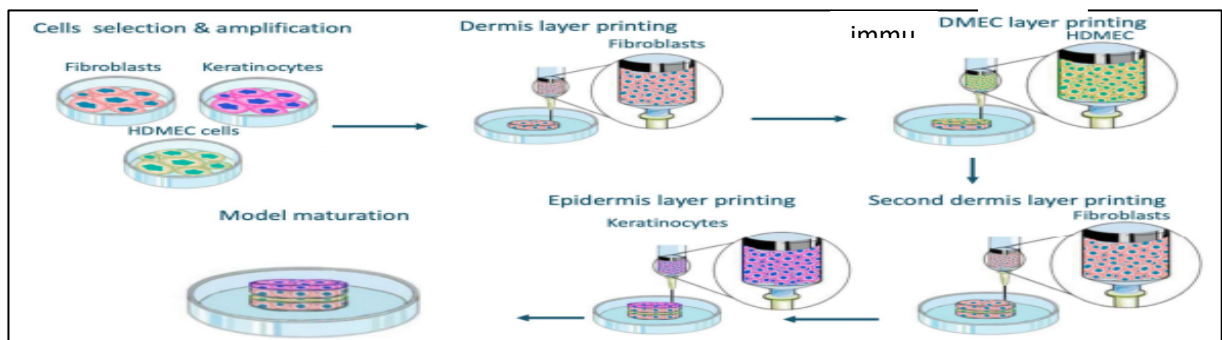 Cells selection & amplification
Fibroblasts
Keratinocytes
HDMEC cells
Dermis layer printing
Fibroblasts
immu
DMEC layer printing
HDMEC
Second dermis layer printing
Fibroblasts
Epidermis layer printing
Keratinocytes
Model maturation